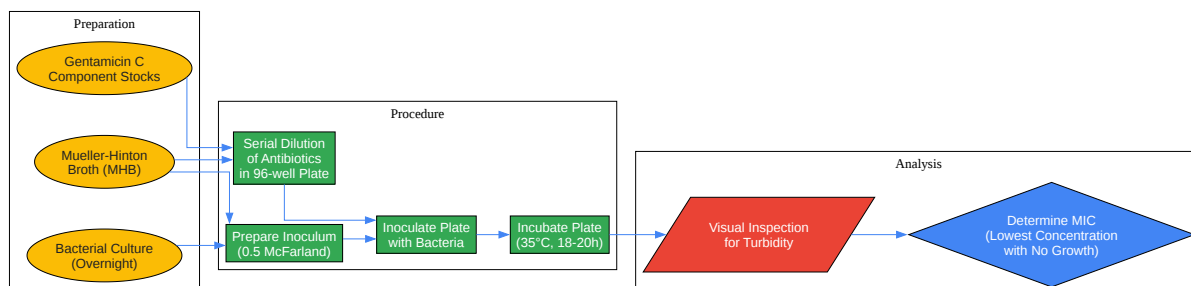 Preparation
Gentamicin C
Component Stocks
Mueller-Hinton
Broth (MHB)
Bacterial Culture
(Overnight)
Procedure
Serial Dilution
of Antibiotics
in 96-well Plate
Prepare Inoculum
(0.5 McFarland)
Inoculate Plate
with Bacteria
Incubate Plate
(35°C, 18-20h)
Analysis
Visual Inspection
for Turbidity
Determine MIC
(Lowest Concentration
with No Growth)